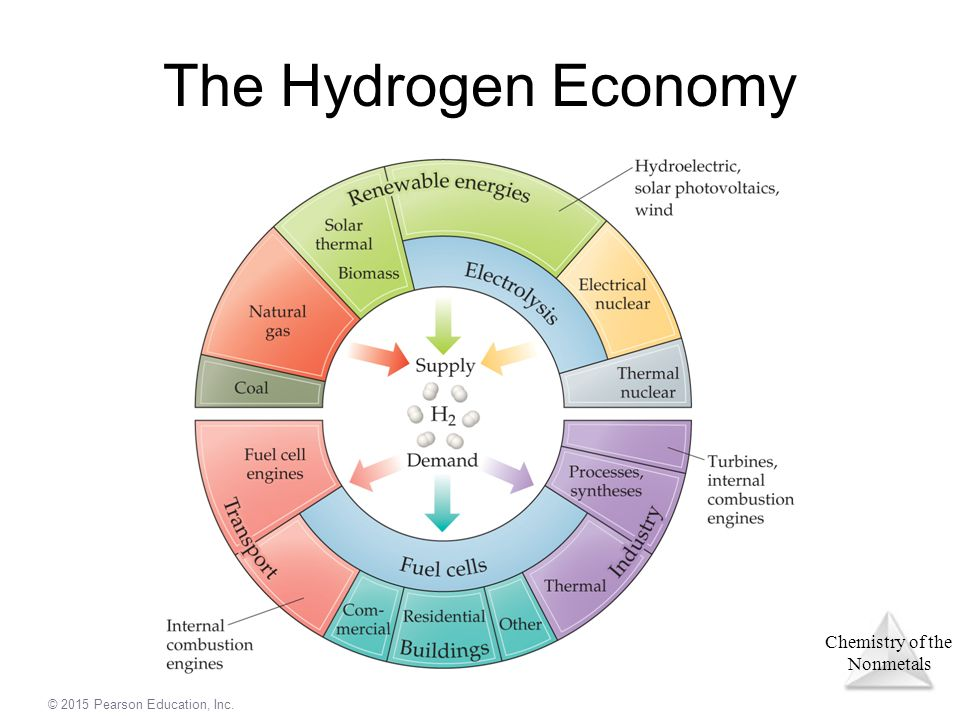 The Hydrogen Economy
Renewable energies
Hydroelectric,
solar photovoltaics,
wind
Solar
thermal
Biomass
Electrolysis
Electrical
nuclear
Natural
gas
Thermal
nuclear
Coal
Supply
H₂
Demand
Fuel cell
engines
Transport
Internal
combustion
engines
Fuel cells
Com-
mercial
Residential
Other
Buildings
Thermal
Processes,
syntheses
Industry
Turbines,
internal
combustion
engines
Chemistry of the
Nonmetals
© 2015 Pearson Education, Inc.